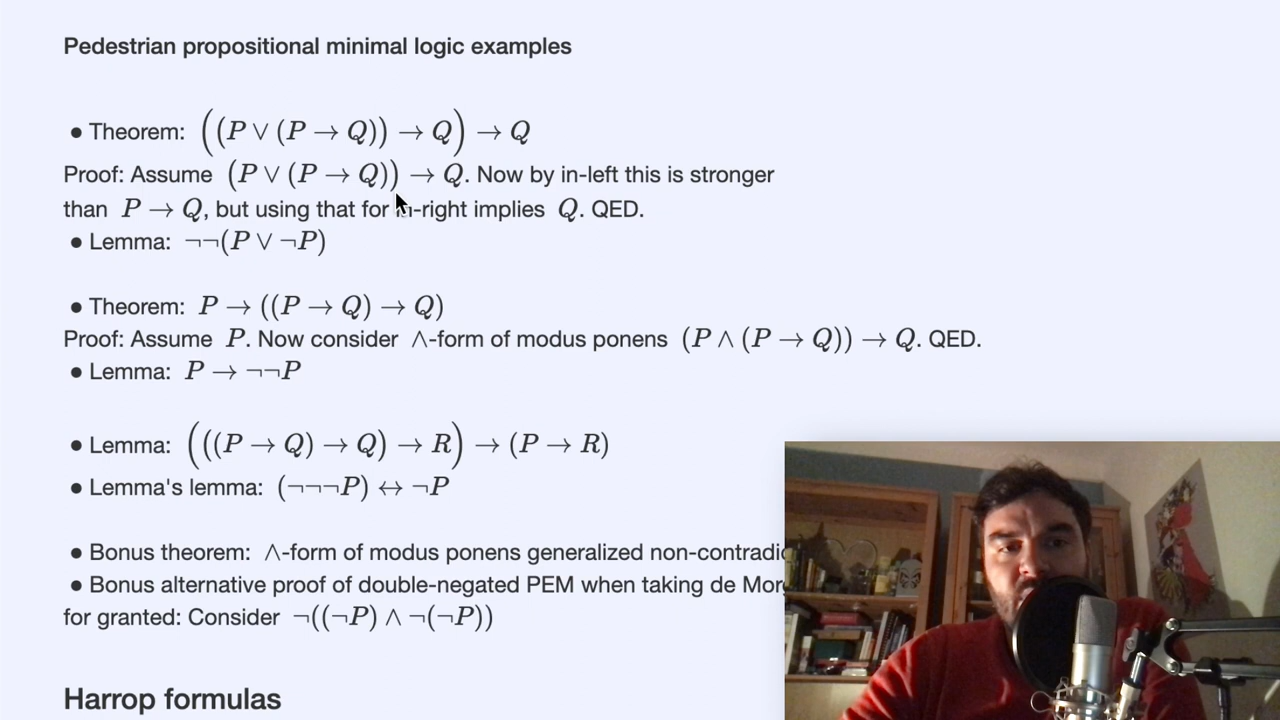 Pedestrian propositional minimal logic examples
● Theorem: ((P ∨ (P → Q)) → Q) → Q
Proof: Assume (P ∨ (P → Q)) → Q. Now by in-left this is stronger
than P → Q, but using that for in-right implies Q. QED.
● Lemma: ¬¬(P ∨ ¬P)
● Theorem: P → ((P → Q) → Q)
Proof: Assume P. Now consider ∧-form of modus ponens (P ∧ (P → Q)) → Q. QED.
● Lemma: P → ¬¬P
● Lemma: (((P → Q) → Q) → R) → (P → R)
● Lemma's lemma: (¬¬¬P) ↔ ¬P
● Bonus theorem: ∧-form of modus ponens generalized
● Bonus alternative proof of double-negated PEM when taking de
for granted: Consider ¬((¬P) ∧ ¬(¬P))
Harrop formulas